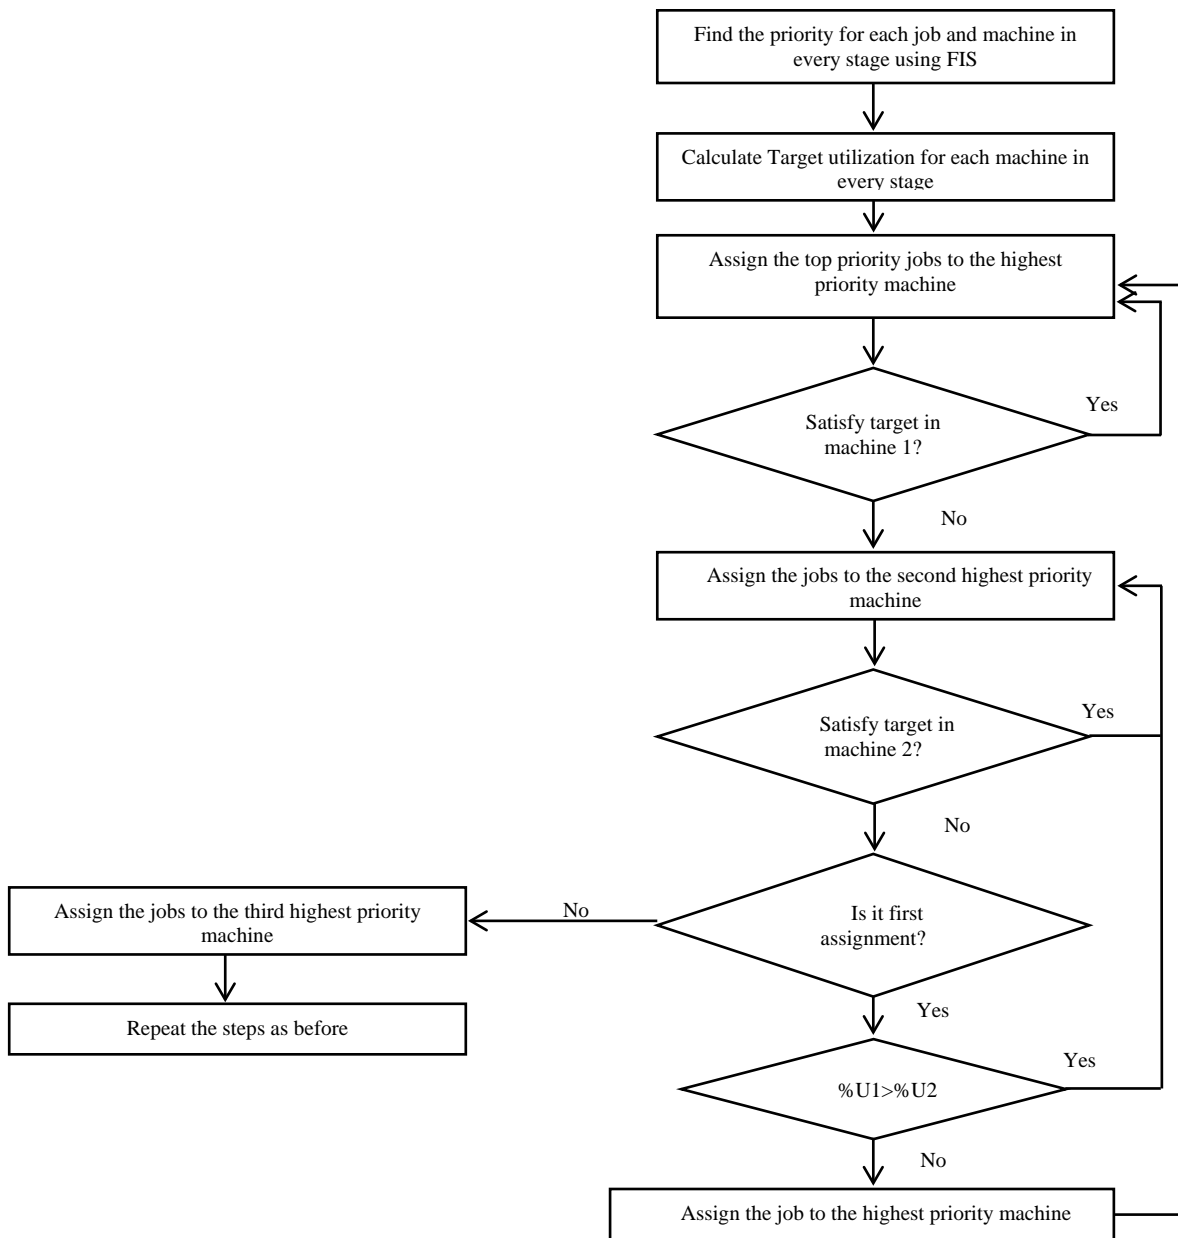 Find the priority for each job and machine in
every stage using FIS
Calculate Target utilization for each machine in
every stage
Assign the top priority jobs to the highest
priority machine
Yes
Satisfy target in
machine 1?
No
Assign the jobs to the second highest priority
machine
Yes
Satisfy target in
machine 2?
No
Is it first
assignment?
No
Assign the jobs to the third highest priority
machine
Repeat the steps as before
Yes
Yes
%U1>%U2
No
Assign the job to the highest priority machine